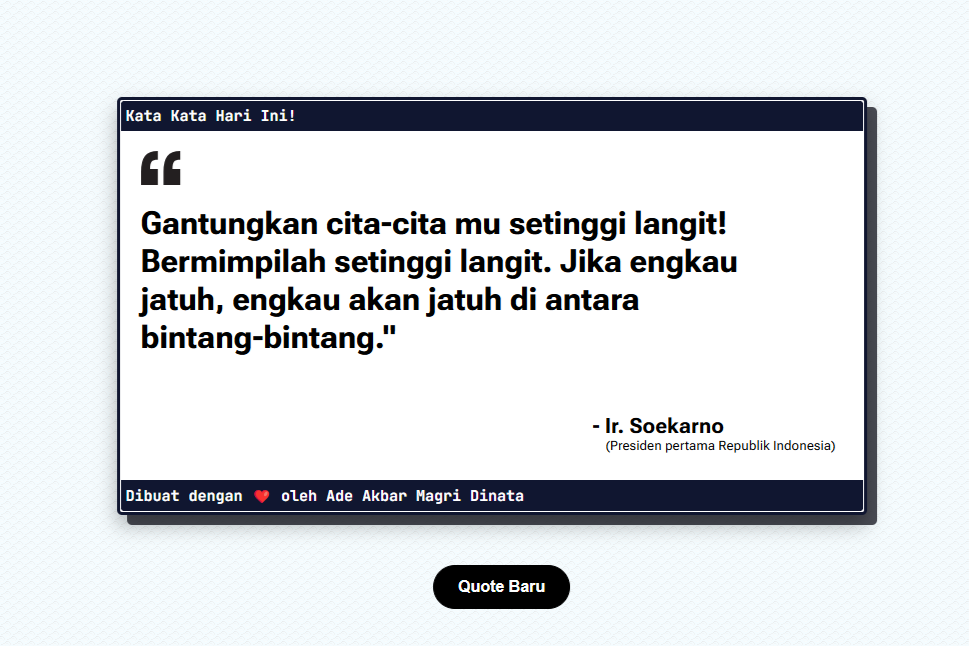 Kata Kata Hari Ini!
“
Gantungkan cita-cita mu setinggi langit!
Bermimpilah setinggi langit. Jika engkau
jatuh, engkau akan jatuh di antara
bintang-bintang."
- Ir. Soekarno
(Presiden pertama Republik Indonesia)
Dibuat dengan ❤️ oleh Ade Akbar Magri Dinata
Quote Baru